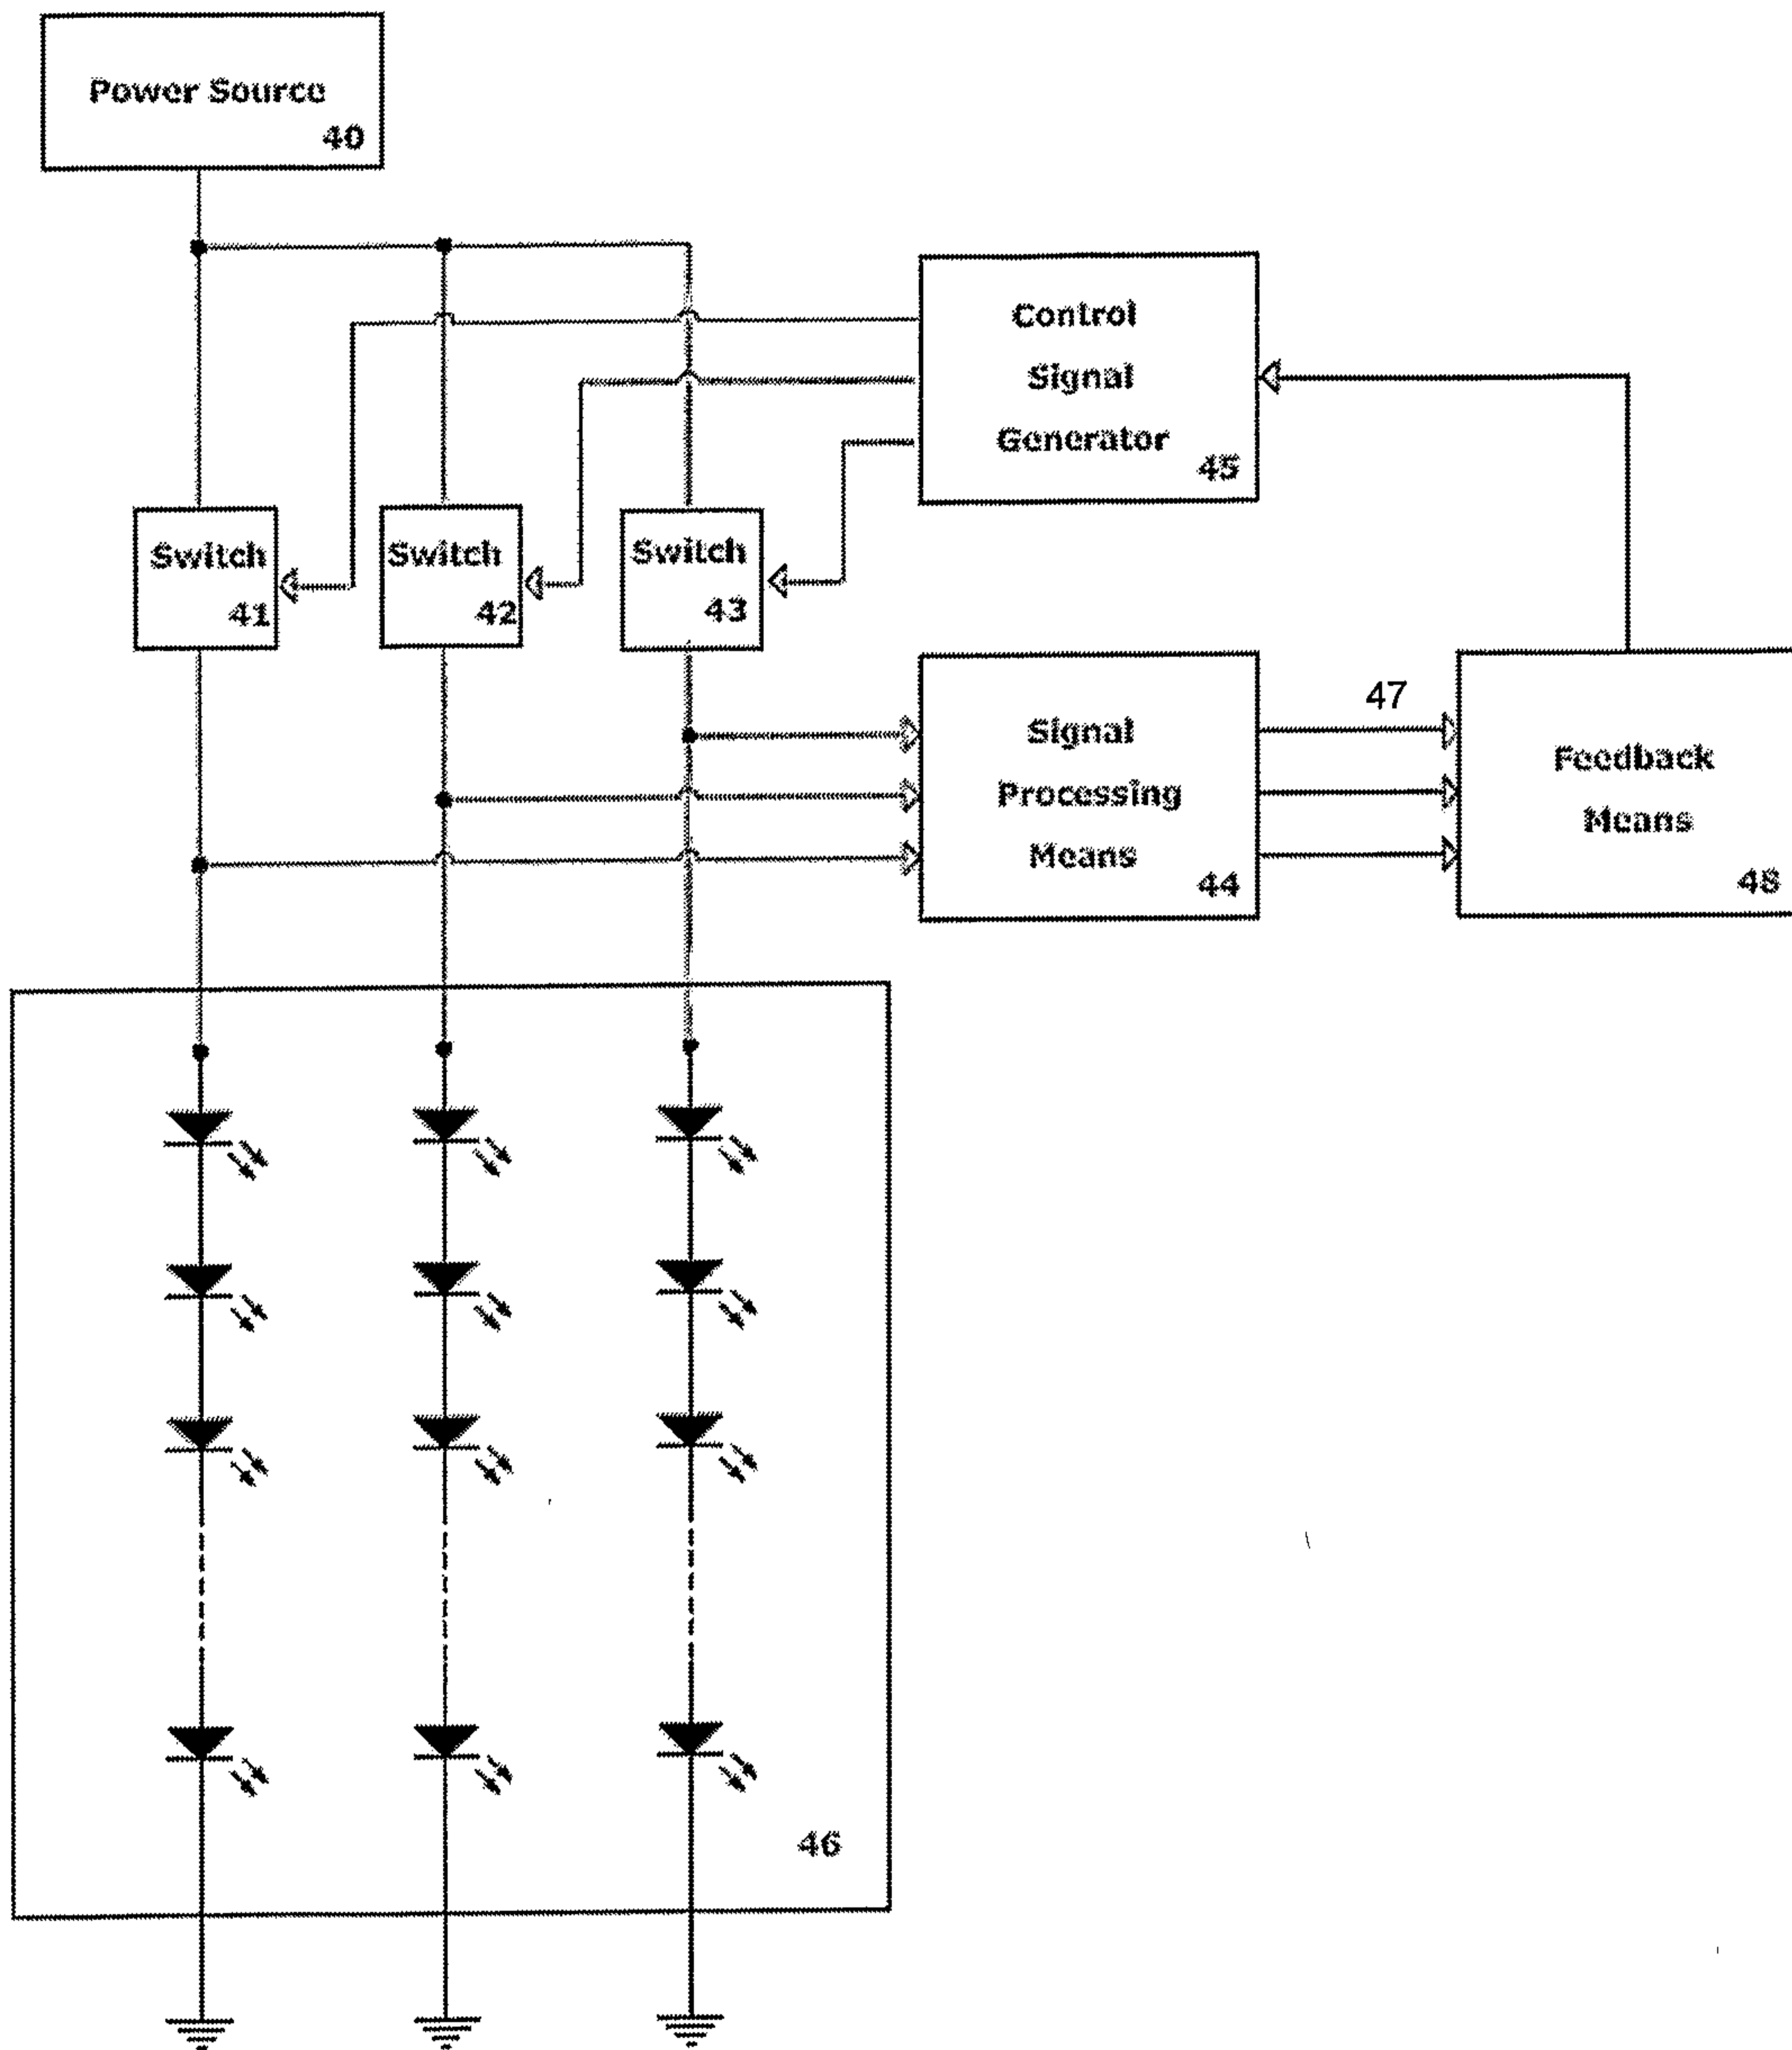 Power Source
40
Control
Signal
Generator
45
Switch
41
Switch
42
Switch
43
Signal
Processing
Means
44
47
Feedback
Means
48
46